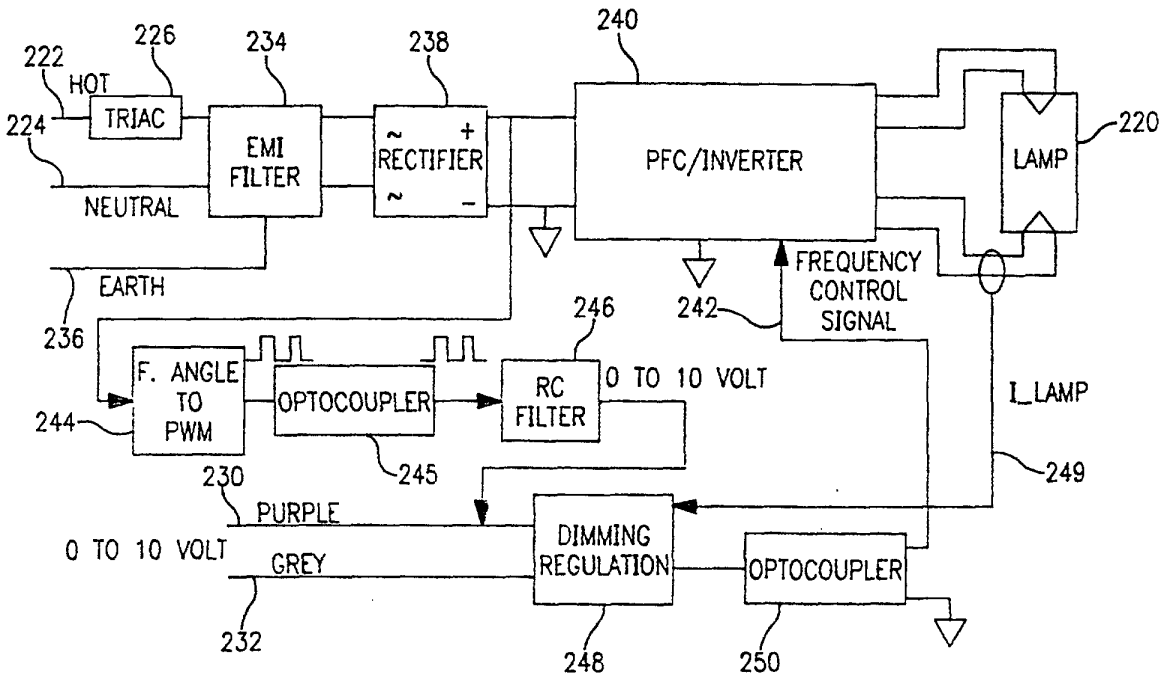 222
HOT
226
TRIAC
224
NEUTRAL
234
EMI
FILTER
236
EARTH
238
~
+
RECTIFIER
~
-
240
PFC/INVERTER
220
LAMP
FREQUENCY
CONTROL
SIGNAL
242
F. ANGLE
TO
PWM
244
OPTOCOUPLER
245
246
RC
FILTER
0 TO 10 VOLT
I_LAMP
249
230
PURPLE
0 TO 10 VOLT
GREY
232
DIMMING
REGULATION
248
OPTOCOUPLER
250